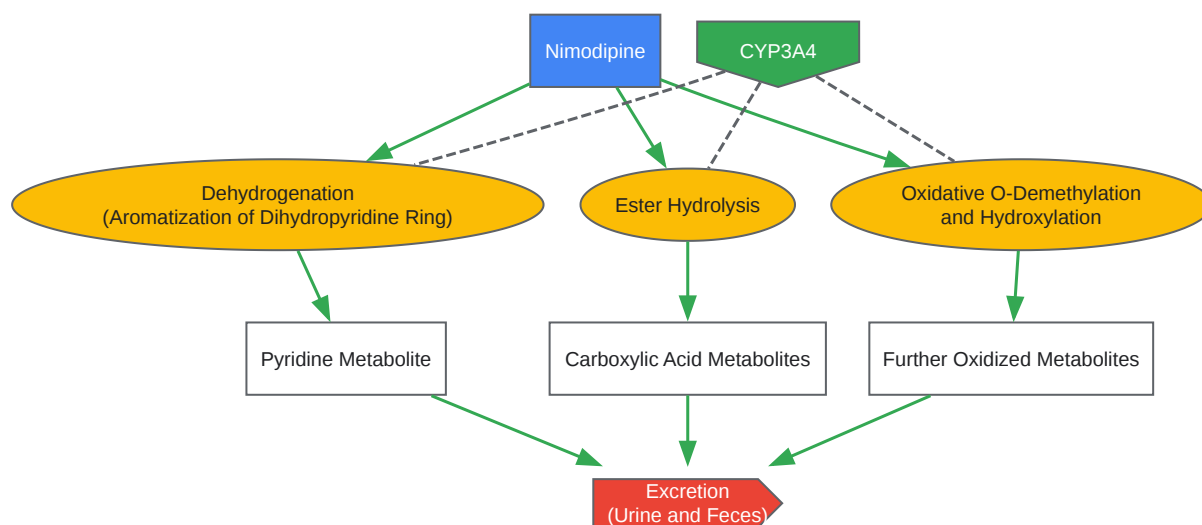 Nimodipine
CYP3A4
Dehydrogenation
(Aromatization of Dihydropyridine Ring)
Ester Hydrolysis
Oxidative O-Demethylation
and Hydroxylation
Pyridine Metabolite
Carboxylic Acid Metabolites
Further Oxidized Metabolites
Excretion
(Urine and Feces)